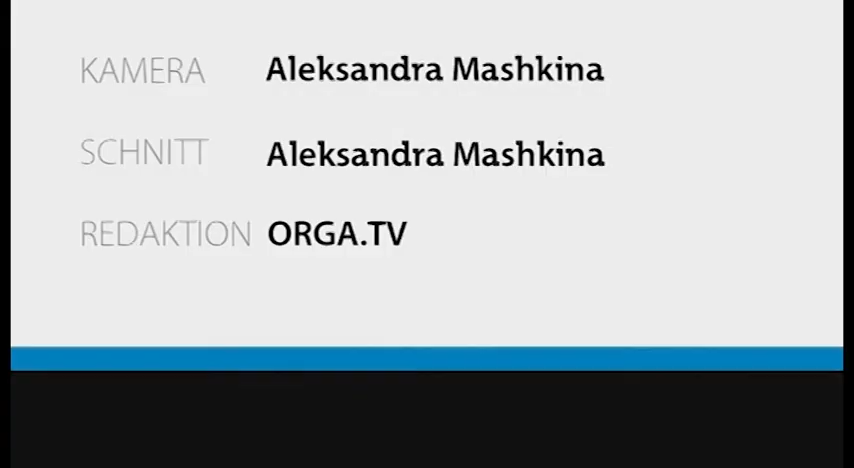 KAMERA Aleksandra Mashkina
SCHNITT Aleksandra Mashkina
REDAKTION ORGA.TV